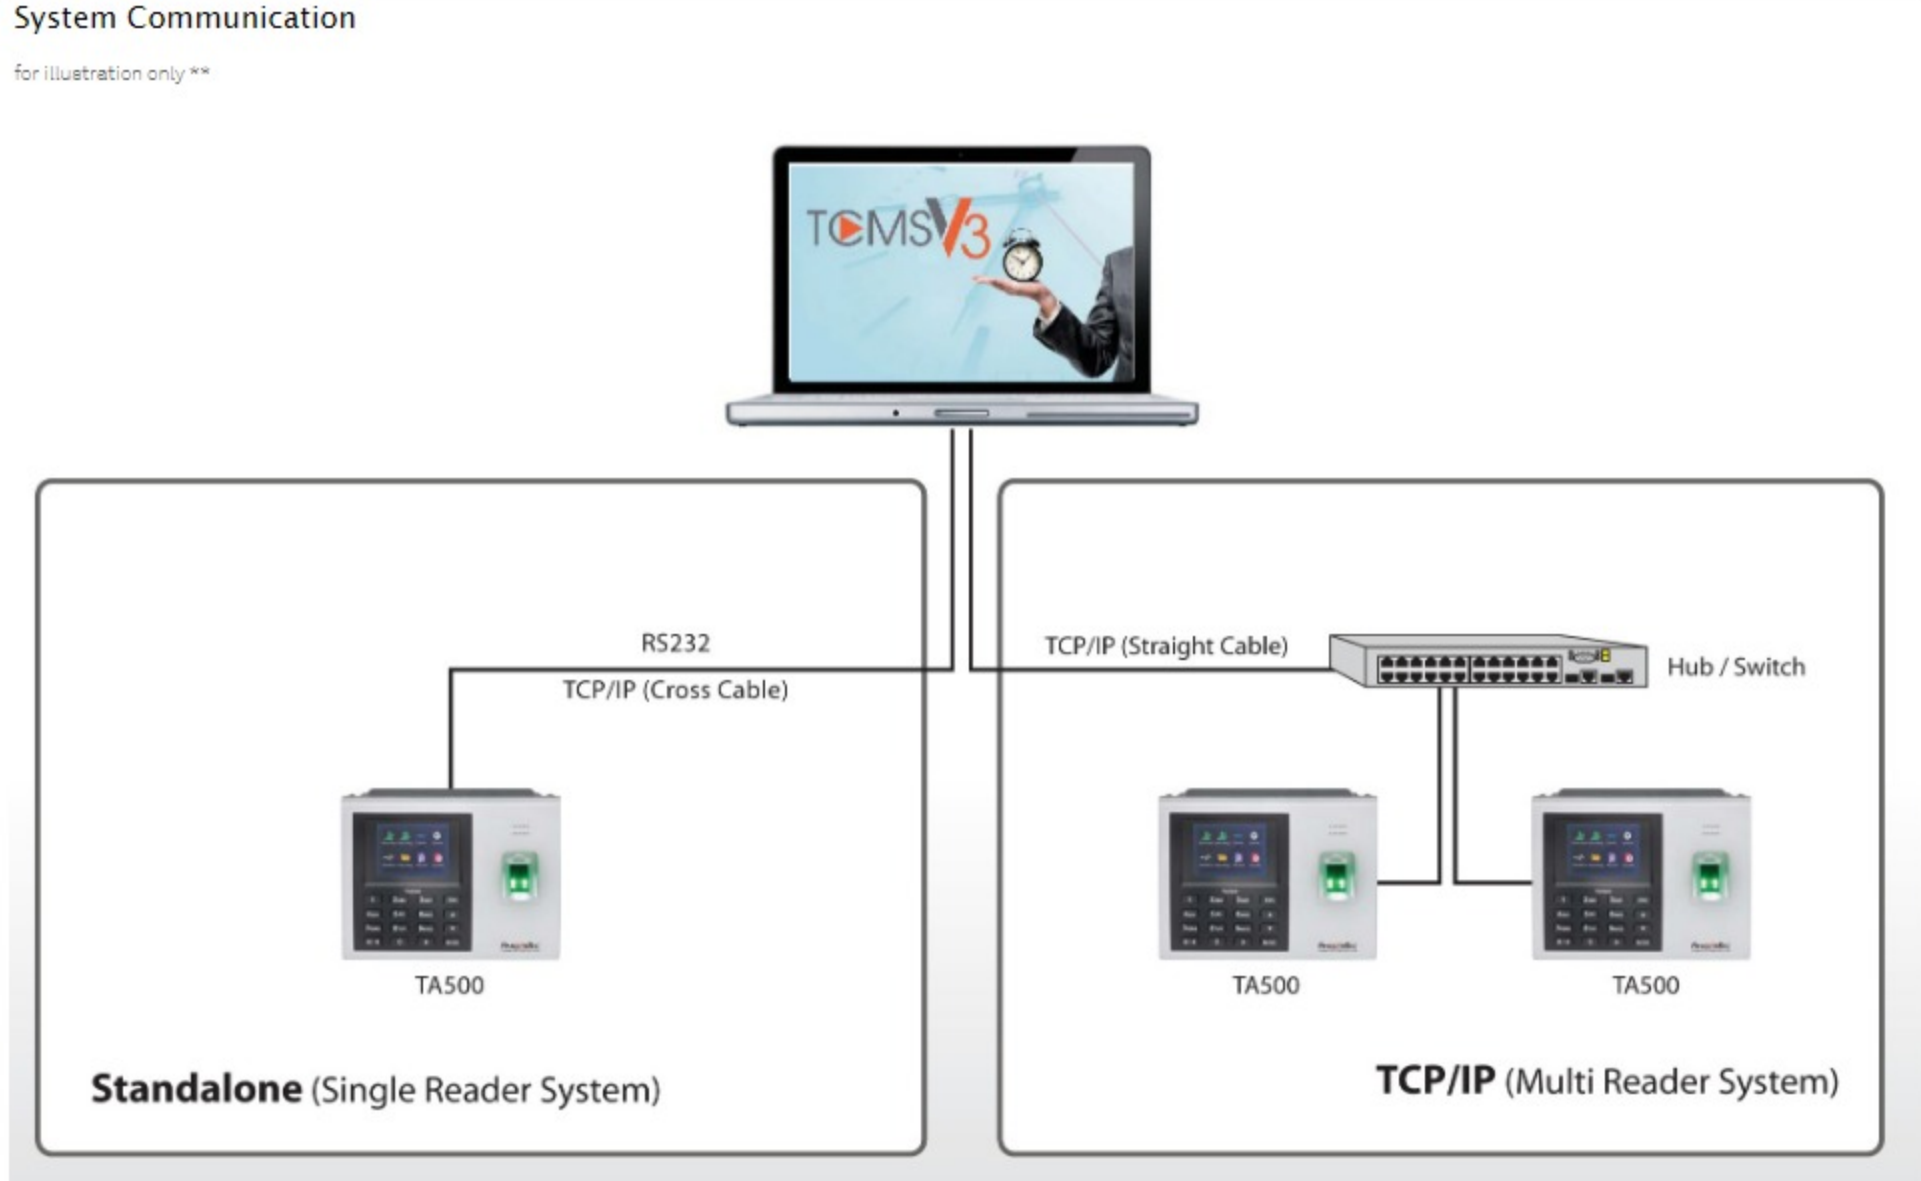 System Communication
for illustration only **
TCMSV3
RS232
TCP/IP (Cross Cable)
TA500
Standalone (Single Reader System)
TCP/IP (Straight Cable)
Hub / Switch
TA500
TA500
TCP/IP (Multi Reader System)